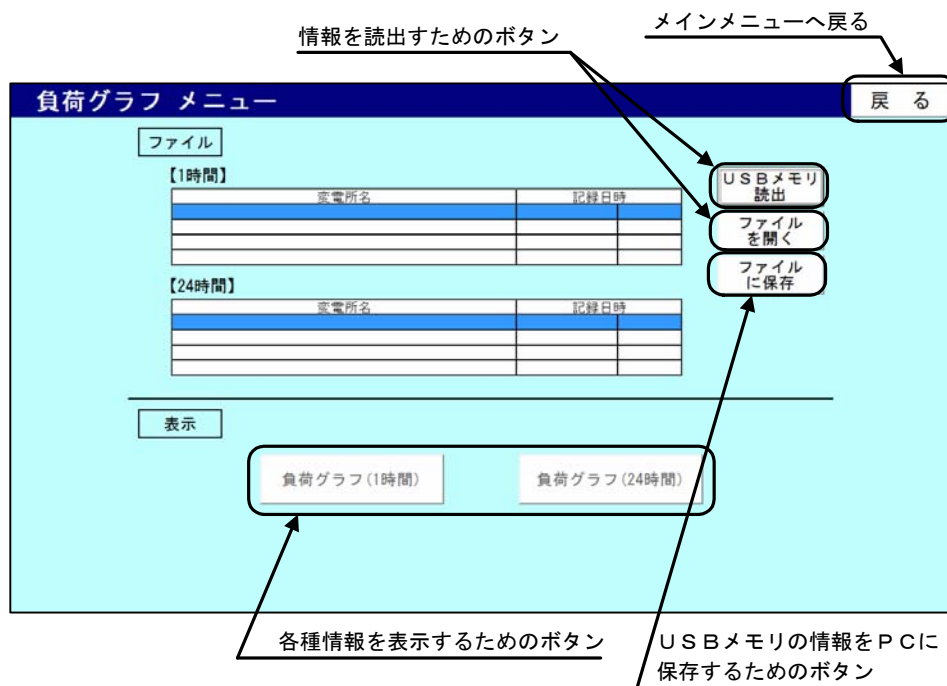 メインメニューへ戻る
情報を読出すためのボタン
負荷グラフ メニュー
戻 る
ファイル
【1時間】
変電所名 記録日時
USBメモリ
読出
ファイル
を開く
ファイル
に保存
【24時間】
変電所名 記録日時
表示
負荷グラフ(1時間) 負荷グラフ(24時間)
各種情報を表示するためのボタン
USBメモリの情報をPCに
保存するためのボタン